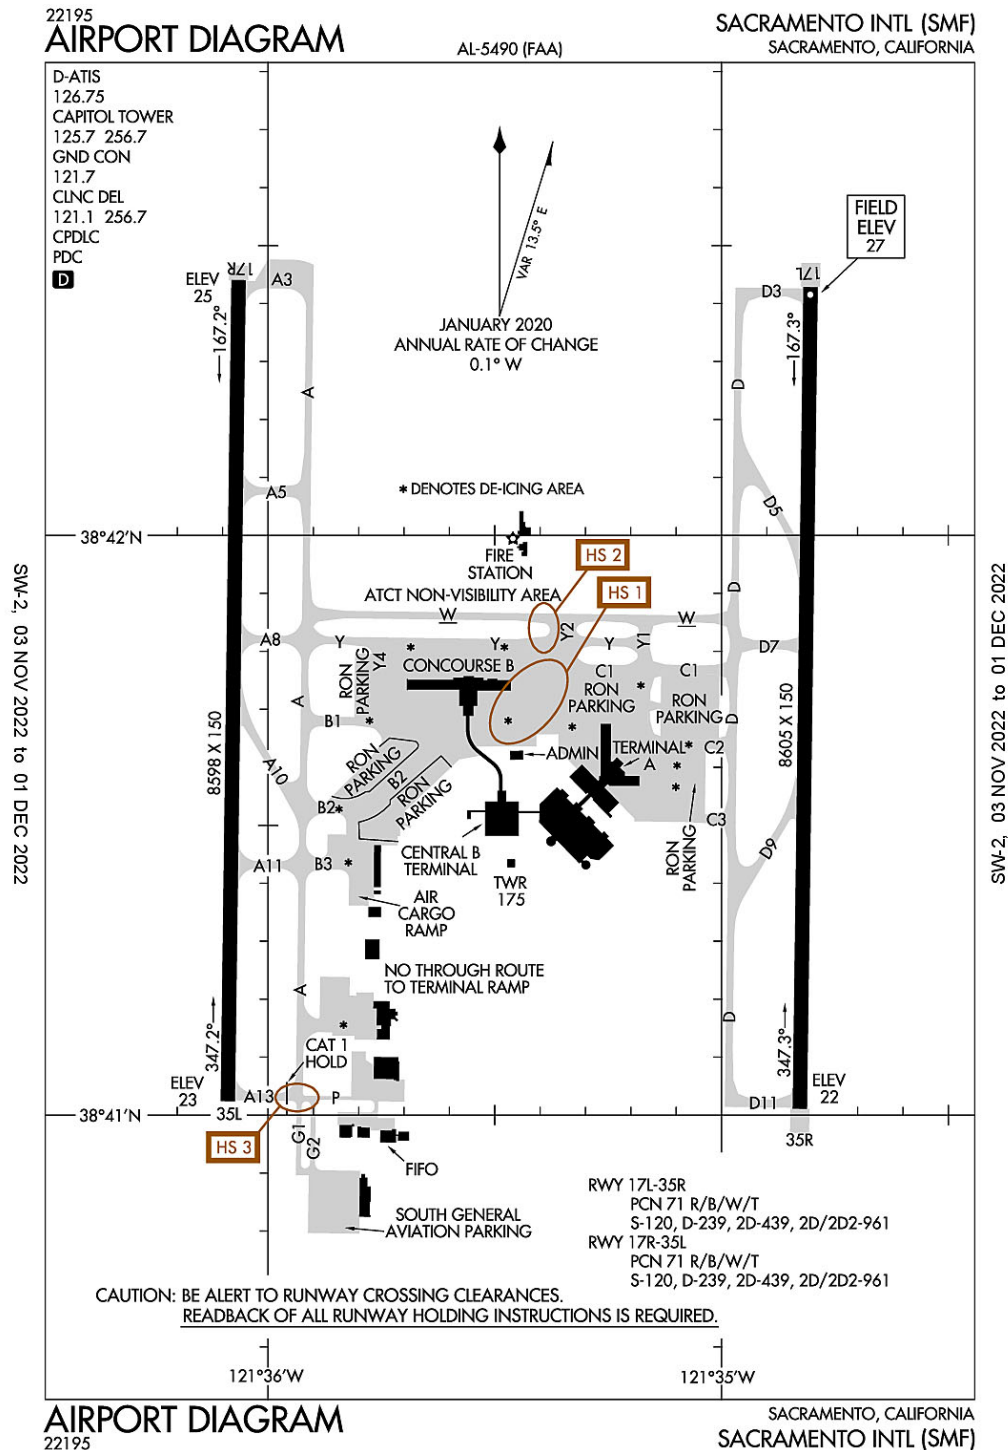 22195
AIRPORT DIAGRAM
AL-5490 (FAA)
SACRAMENTO INTL (SMF)
SACRAMENTO, CALIFORNIA
D-ATIS
126.75
CAPITOL TOWER
125.7 256.7
GND CON
121.7
CLNC DEL
121.1 256.7
CPDLC
PDC
D
VAR 13.5° E
JANUARY 2020
ANNUAL RATE OF CHANGE
0.1° W
FIELD
ELEV
27
ELEV
25
17R
A3
167.2°
A
17L
D3
167.3°
D
A5
D5
* DENOTES DE-ICING AREA
38°42'N
FIRE
STATION
HS 2
HS 1
ATCT NON-VISIBILITY AREA
W
W
D
A8
Y
Y
Y2
Y
Y1
D7
Y4
RON
PARKING
CONCOURSE B
C1
RON
PARKING
C1
RON
PARKING
A
B1
D
8598 X 150
8605 X 150
A10
RON
PARKING
B2
RON
PARKING
ADMIN
TERMINAL
A
C2
B2
C3
CENTRAL B
TERMINAL
RON
PARKING
D9
A11
B3
TWR
175
AIR
CARGO
RAMP
NO THROUGH ROUTE
TO TERMINAL RAMP
A
D
347.2°
347.3°
CAT 1
HOLD
ELEV
23
A13
P
D11
ELEV
22
35L
35R
38°41'N
HS 3
G1
G2
FIFO
SOUTH GENERAL
AVIATION PARKING
RWY 17L-35R
PCN 71 R/B/W/T
S-120, D-239, 2D-439, 2D/2D2-961
RWY 17R-35L
PCN 71 R/B/W/T
S-120, D-239, 2D-439, 2D/2D2-961
CAUTION: BE ALERT TO RUNWAY CROSSING CLEARANCES.
READBACK OF ALL RUNWAY HOLDING INSTRUCTIONS IS REQUIRED.
121°36'W
121°35'W
SW-2, 03 NOV 2022 to 01 DEC 2022
SW-2, 03 NOV 2022 to 01 DEC 2022
AIRPORT DIAGRAM
22195
SACRAMENTO, CALIFORNIA
SACRAMENTO INTL (SMF)